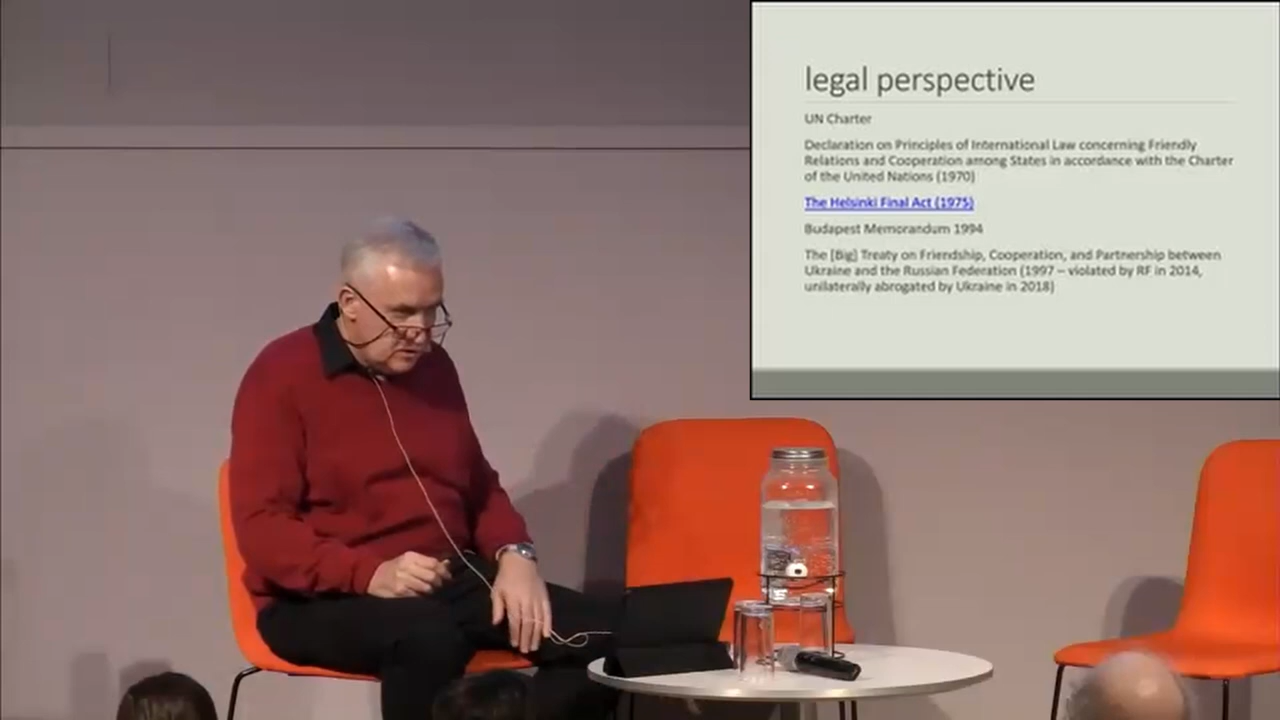 legal perspective
UN Charter
Declaration on Principles of International Law concerning Friendly
Relations and Cooperation among States in accordance with the Charter
of the United Nations (1970)
The Helsinki Final Act (1975)
Budapest Memorandum 1994
The [Big] Treaty on Friendship, Cooperation, and Partnership between
Ukraine and the Russian Federation (1997 – violated by RF in 2014,
unilaterally abrogated by Ukraine in 2018)